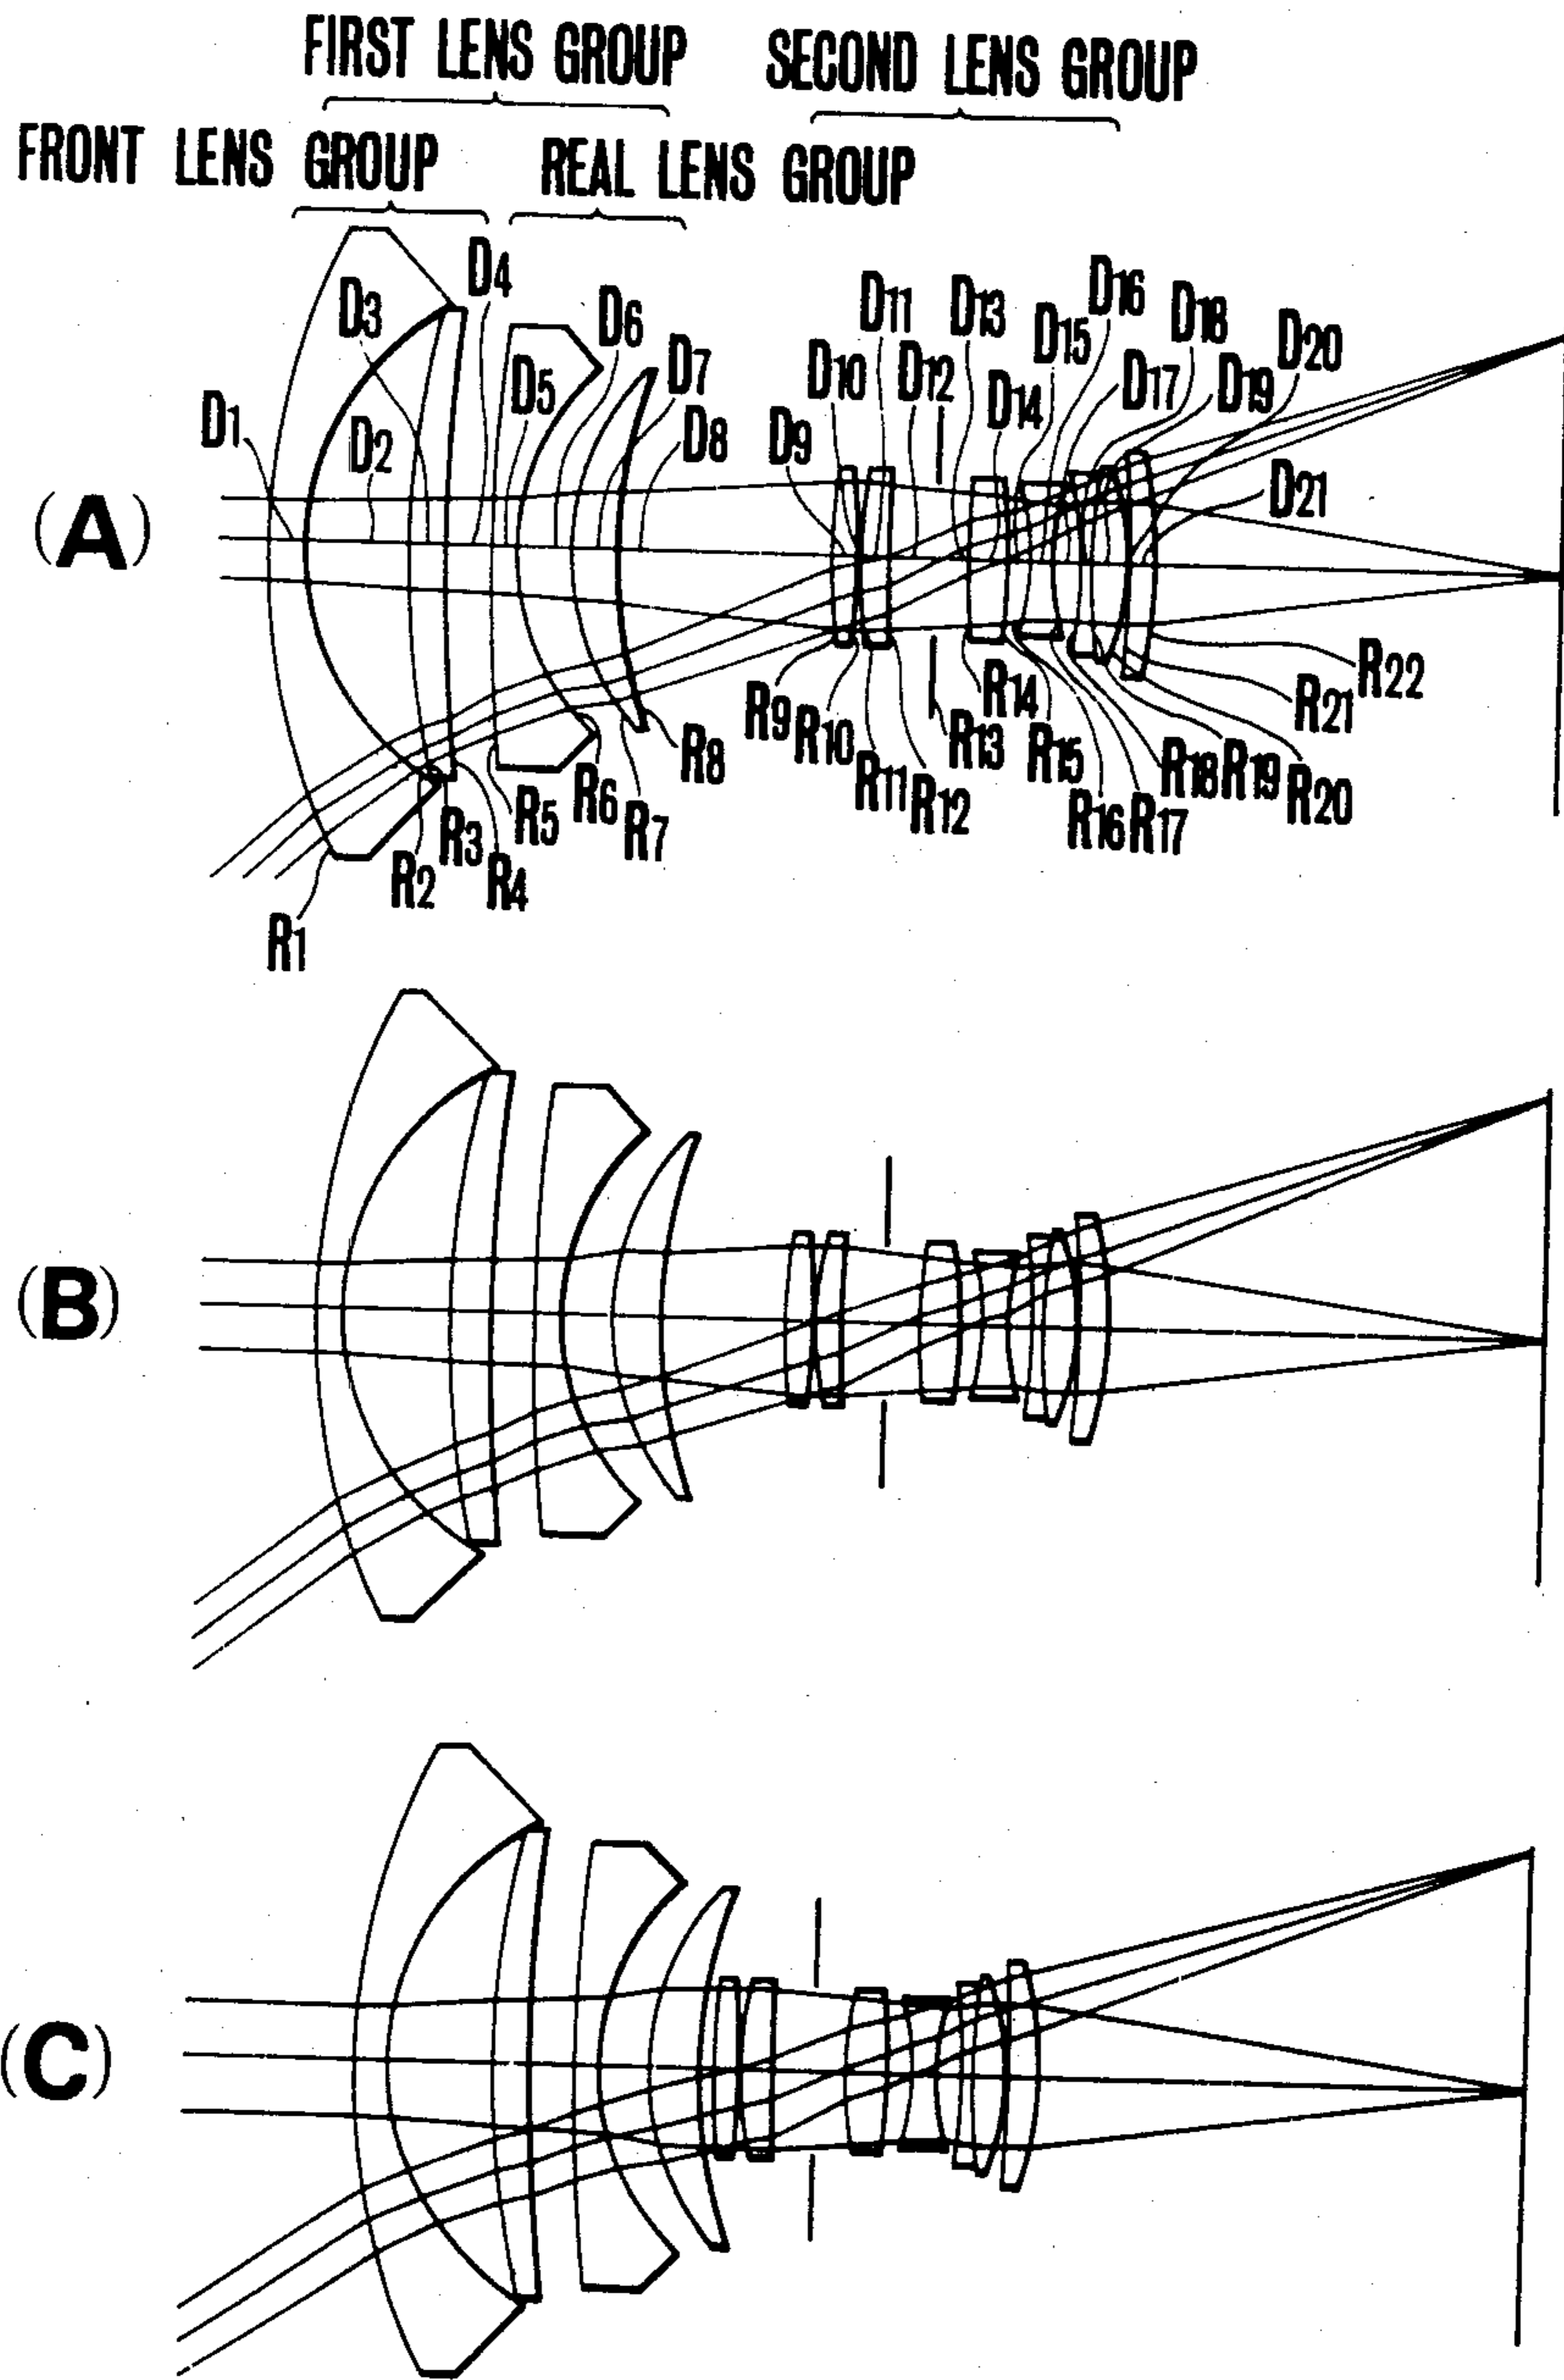 FIRST LENS GROUP
SECOND LENS GROUP
FRONT LENS GROUP
REAL LENS GROUP
D1
D2
D3
D4
D5
D6
D7
D8
D9
D10
D11
D12
D13
D14
D15
D16
D17
D18
D19
D20
D21
(A)
R1
R2
R3
R4
R5
R6
R7
R8
R9
R10
R11
R12
R13
R14
R15
R16
R17
R18
R19
R20
R21
R22
(B)
(C)